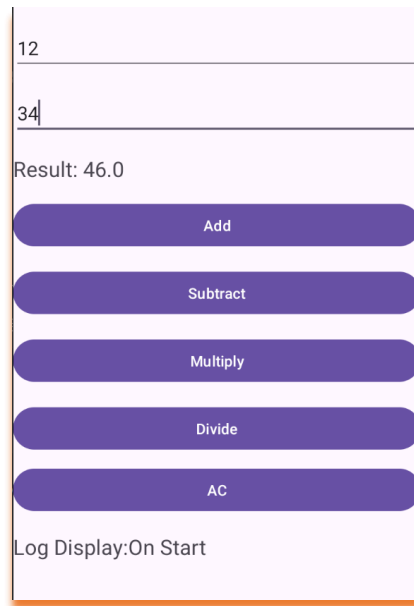 12
34
Result: 46.0
Add
Subtract
Multiply
Divide
AC
Log Display:On Start